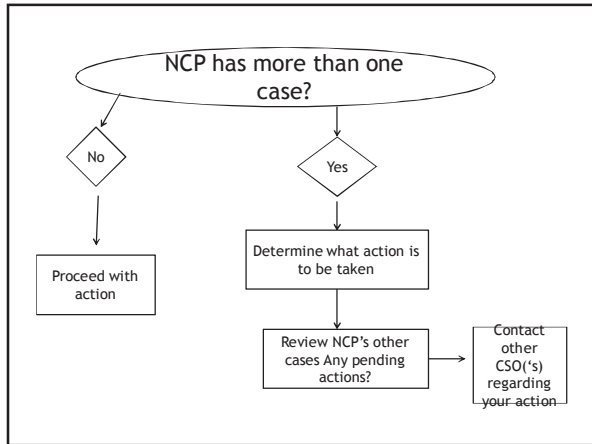 NCP has more than one
case?
No
Yes
Determine what action is
to be taken
Proceed with
action
Review NCP's other
cases Any pending
actions?
Contact
other
CSO('s)
regarding
your action